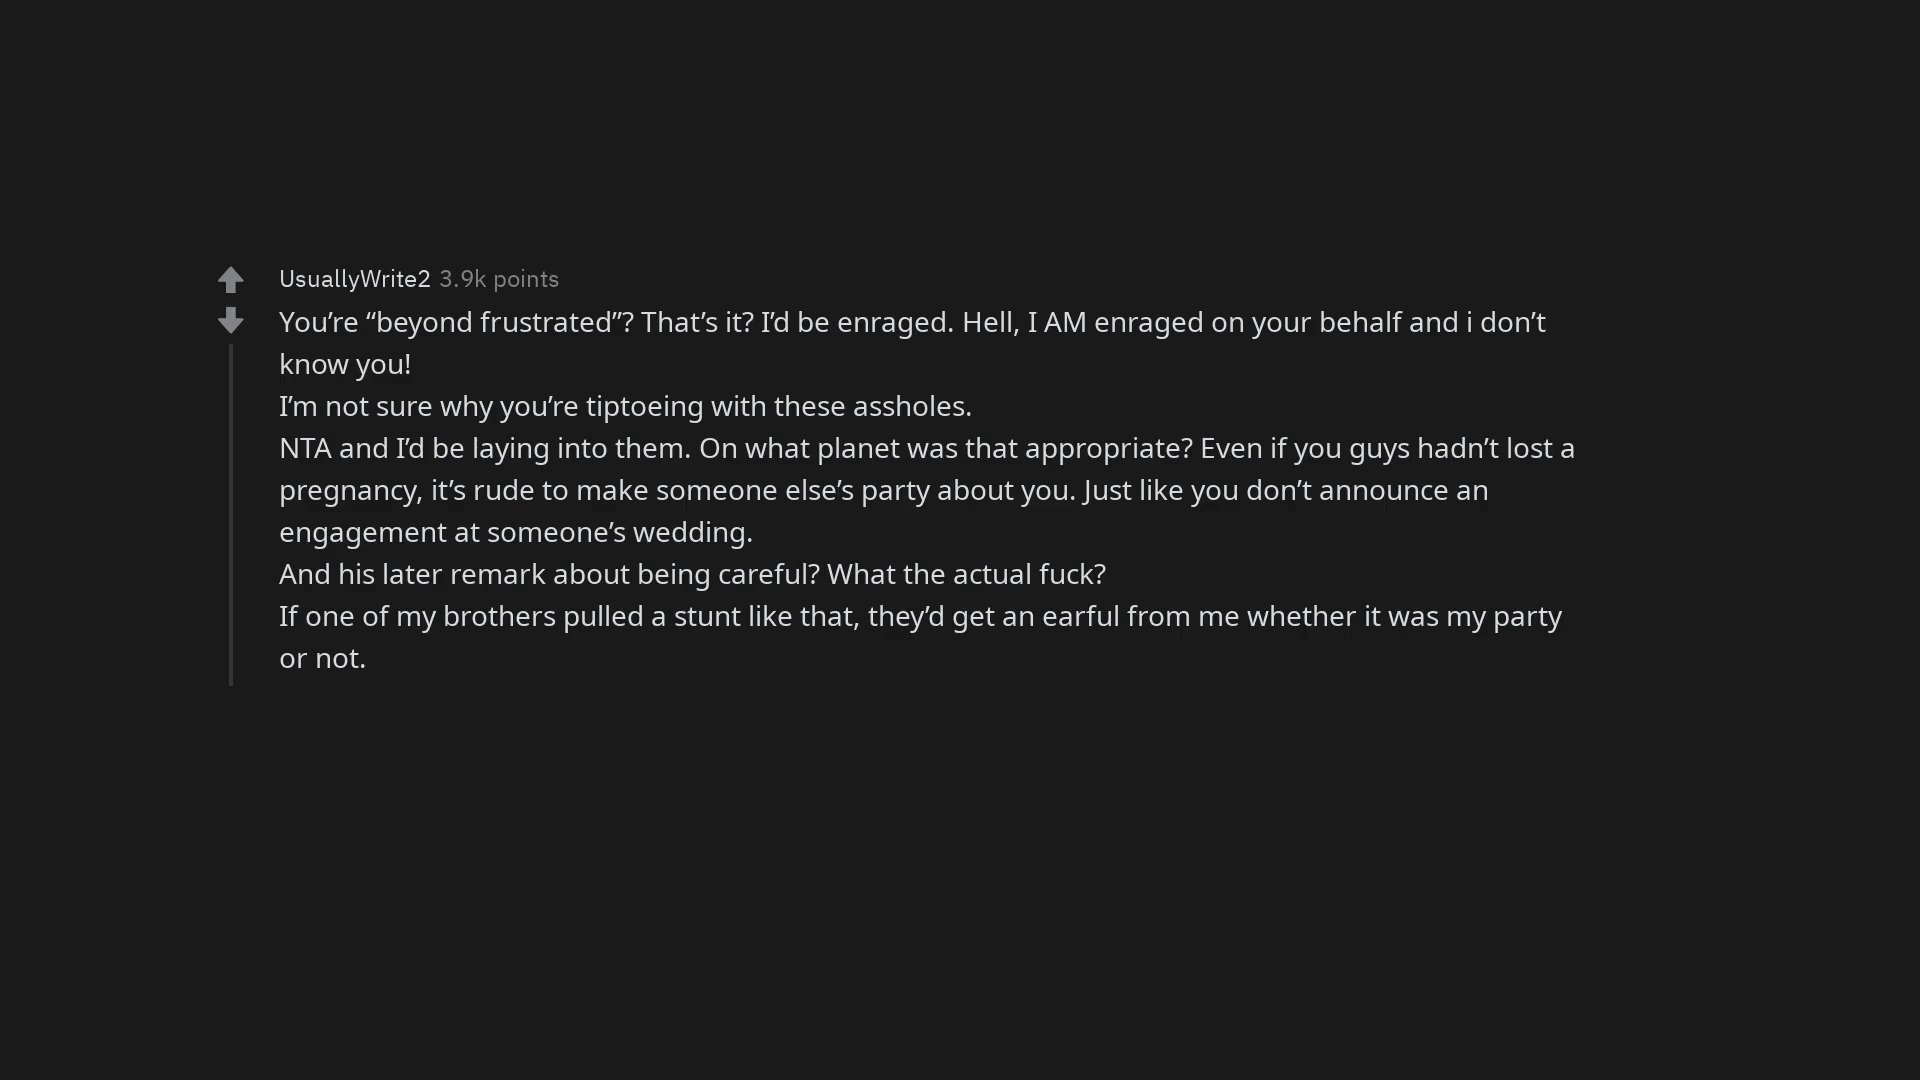 UsuallyWrite2 3.9k points
You’re “beyond frustrated”? That’s it? I’d be enraged. Hell, I AM enraged on your behalf and i don’t
know you!
I’m not sure why you’re tiptoeing with these assholes.
NTA and I’d be laying into them. On what planet was that appropriate? Even if you guys hadn’t lost a
pregnancy, it’s rude to make someone else’s party about you. Just like you don’t announce an
engagement at someone’s wedding.
And his later remark about being careful? What the actual fuck?
If one of my brothers pulled a stunt like that, they’d get an earful from me whether it was my party
or not.